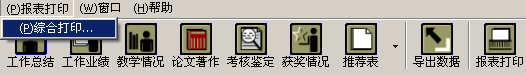 (P)报表打印 (W)窗口 (H)帮助
(P)综合打印...
工作总结 工作业绩 教学情况 论文著作 考核鉴定 获奖情况 推荐表 导出数据 报表打印